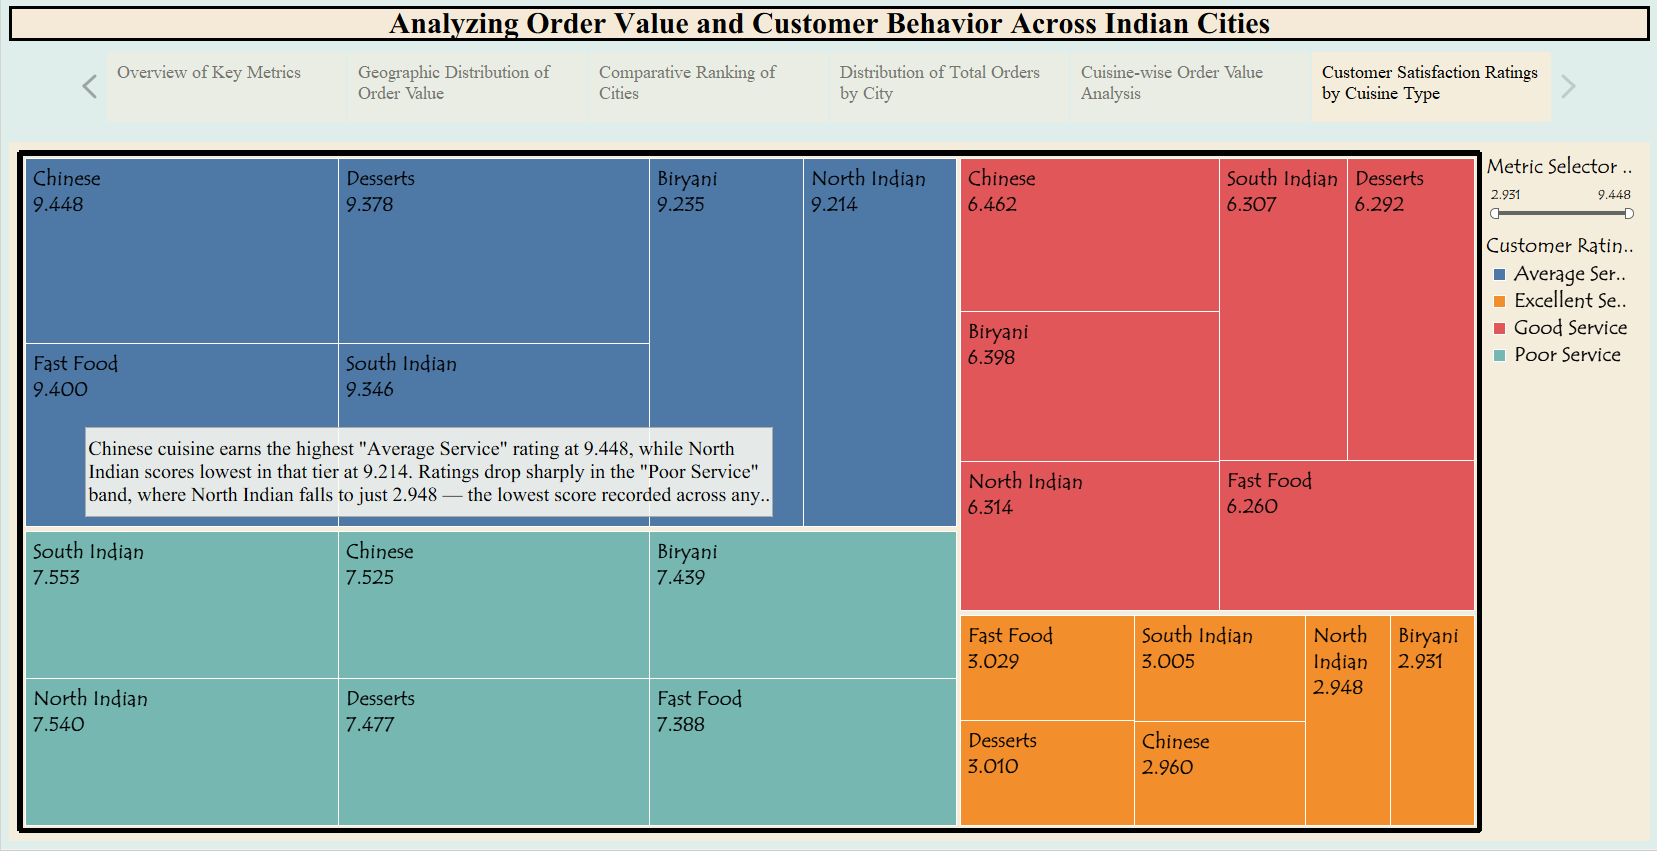 Analyzing Order Value and Customer Behavior Across Indian Cities
Overview of Key Metrics
Geographic Distribution of
Order Value
Comparative Ranking of
Cities
Distribution of Total Orders
by City
Cuisine-wise Order Value
Analysis
Customer Satisfaction Ratings
by Cuisine Type
Chinese
9.448
Desserts
9.378
Biryani
9.235
North Indian
9.214
Fast Food
9.400
South Indian
9.346
Chinese cuisine earns the highest "Average Service" rating at 9.448, while North
Indian scores lowest in that tier at 9.214. Ratings drop sharply in the "Poor Service"
band, where North Indian falls to just 2.948 — the lowest score recorded across any..
South Indian
7.553
Chinese
7.525
Biryani
7.439
North Indian
7.540
Desserts
7.477
Fast Food
7.388
Chinese
6.462
South Indian
6.307
Desserts
6.292
Biryani
6.398
North Indian
6.314
Fast Food
6.260
Fast Food
3.029
South Indian
3.005
North
Indian
2.948
Biryani
2.931
Desserts
3.010
Chinese
2.960
Metric Selector ..
2.931 9.448
Customer Ratin..
Average Ser..
Excellent Se..
Good Service
Poor Service